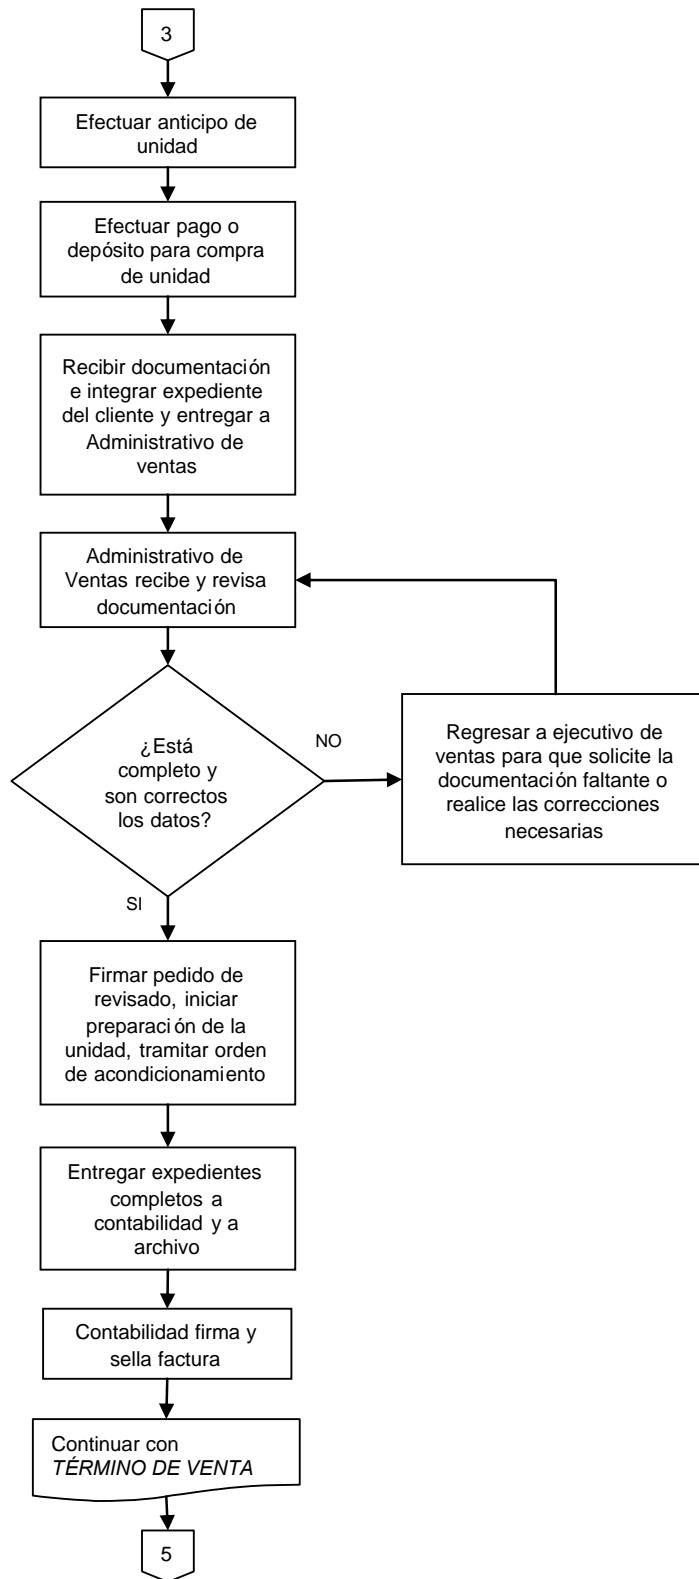 3
Efectuar anticipo de
unidad
Efectuar pago o
depósito para compra
de unidad
Recibir documentación
e integrar expediente
del cliente y entregar a
Administrativo de
ventas
Administrativo de
Ventas recibe y revisa
documentación
¿Está
completo y
son correctos
los datos?
NO
Regresar a ejecutivo de
ventas para que solicite la
documentación faltante o
realice las correcciones
necesarias
SI
Firmar pedido de
revisado, iniciar
preparación de la
unidad, tramitar orden
de acondicionamiento
Entregar expedientes
completos a
contabilidad y a
archivo
Contabilidad firma y
sella factura
Continuar con
TÉRMINO DE VENTA
5